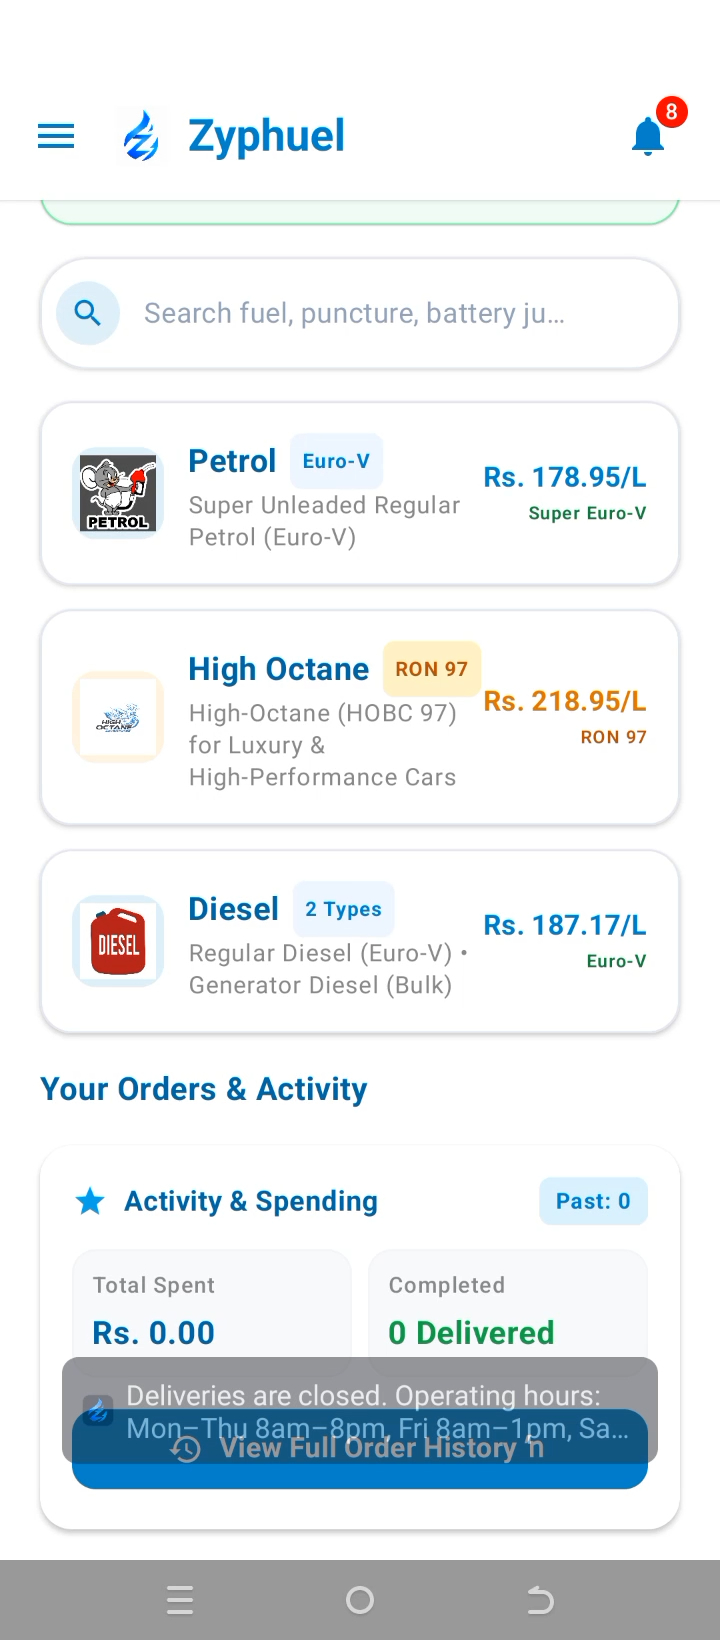 Zyphuel
8
Search fuel, puncture, battery ju…
PETROL
Petrol
Euro-V
Super Unleaded Regular
Petrol (Euro-V)
Rs. 178.95/L
Super Euro-V
HIGH
OCTANE
High Octane
RON 97
High-Octane (HOBC 97)
for Luxury &
High-Performance Cars
Rs. 218.95/L
RON 97
DIESEL
Diesel
2 Types
Regular Diesel (Euro-V) •
Generator Diesel (Bulk)
Rs. 187.17/L
Euro-V
Your Orders & Activity
Activity & Spending
Past: 0
Total Spent
Rs. 0.00
Completed
0 Delivered
Deliveries are closed. Operating hours:
Mon–Thu 8am–8pm, Fri 8am–1pm, Sa…
View Full Order History